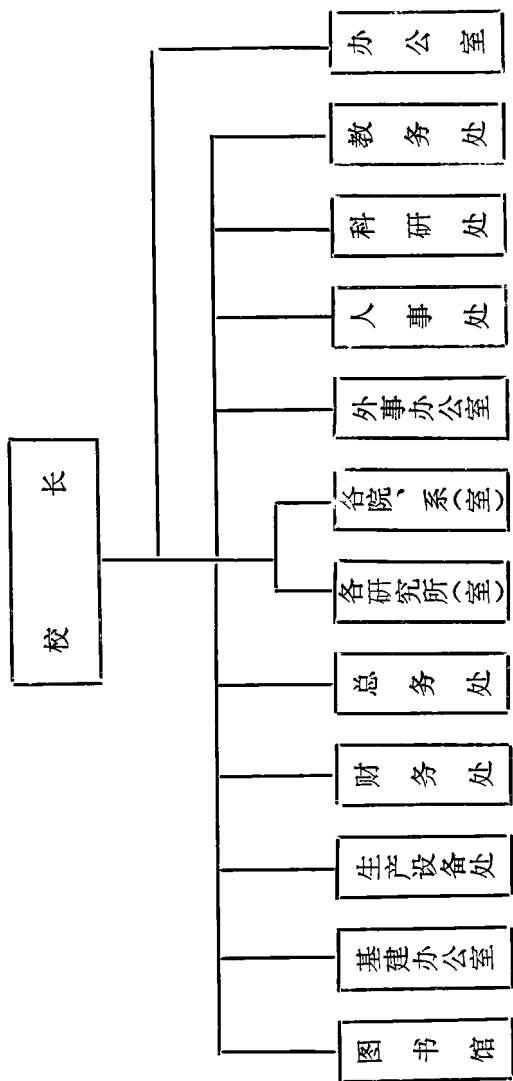 校长
办公室
教务处
科研处
人事处
外事办公室
各院、系(室)
各研究所(室)
总务处
财务处
生产设备处
基建办公室
图书馆